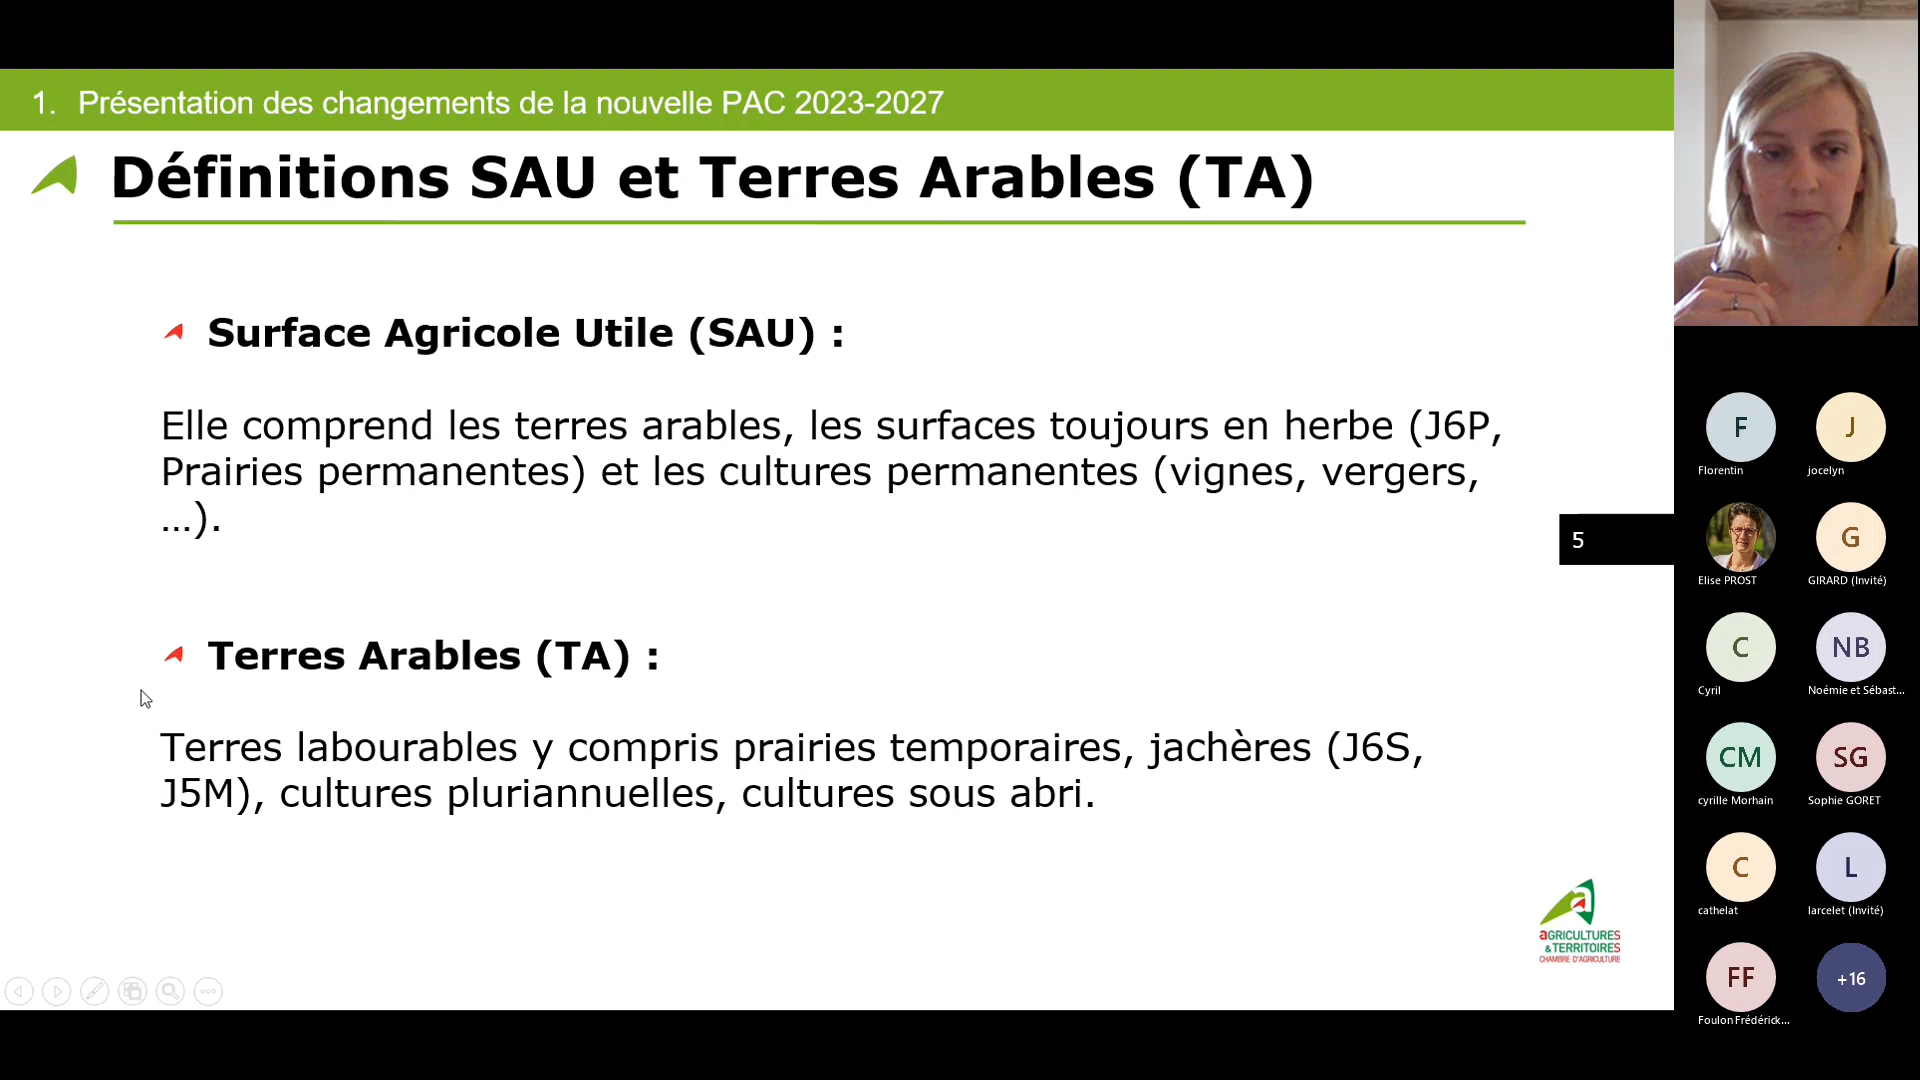 1. Présentation des changements de la nouvelle PAC 2023-2027
Définitions SAU et Terres Arables (TA)
Surface Agricole Utile (SAU) :
Elle comprend les terres arables, les surfaces toujours en herbe (J6P,
Prairies permanentes) et les cultures permanentes (vignes, vergers,
…).
5
Terres Arables (TA) :
Terres labourables y compris prairies temporaires, jachères (J6S,
J5M), cultures pluriannuelles, cultures sous abri.
a
aGRICULTURES
& TERRITOIRES
CHAMBRE D'AGRICULTURE
F
Florentin
J
jocelyn
Elise PROST
G
GIRARD (Invité)
C
Cyril
NB
Noémie et Sébast...
CM
cyrille Morhain
SG
Sophie GORET
C
cathelat
L
larcelet (Invité)
FF
Foulon Frédérick...
+16